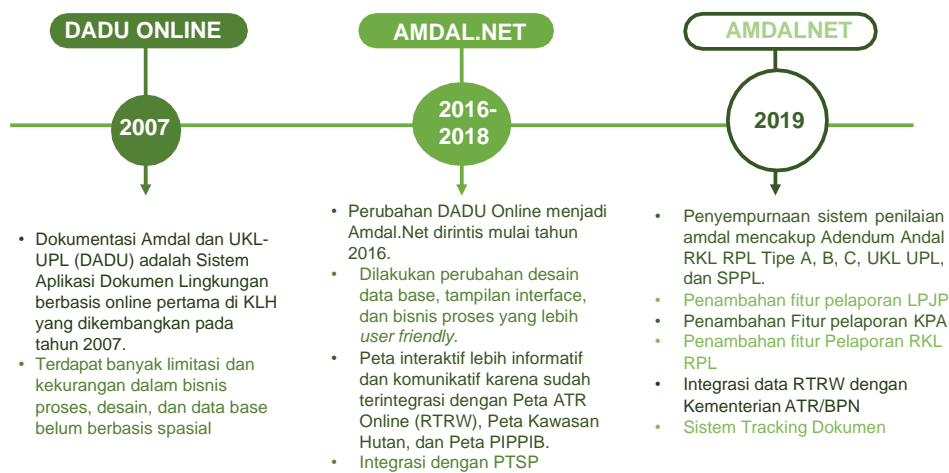 DADU ONLINE
2007
• Dokumentasi Amdal dan UKL-
UPL (DADU) adalah Sistem
Aplikasi Dokumen Lingkungan
berbasis online pertama di KLH
yang dikembangkan pada
tahun 2007.
• Terdapat banyak limitasi dan
kekurangan dalam bisnis
proses, desain, dan data base
belum berbasis spasial
AMDAL.NET
2016-
2018
• Perubahan DADU Online menjadi
Amdal.Net dirintis mulai tahun
2016.
• Dilakukan perubahan desain
data base, tampilan interface,
dan bisnis proses yang lebih
user friendly.
• Peta interaktif lebih informatif
dan komunikatif karena sudah
terintegrasi dengan Peta ATR
Online (RTRW), Peta Kawasan
Hutan, dan Peta PIPPIB.
• Integrasi dengan PTSP
AMDALNET
2019
• Penyempurnaan sistem penilaian
amdal mencakup Adendum Andal
RKL RPL Tipe A, B, C, UKL UPL,
dan SPPL.
• Penambahan fitur pelaporan LPJP
• Penambahan Fitur pelaporan KPA
• Penambahan fitur Pelaporan RKL
RPL
• Integrasi data RTRW dengan
Kementerian ATR/BPN
• Sistem Tracking Dokumen